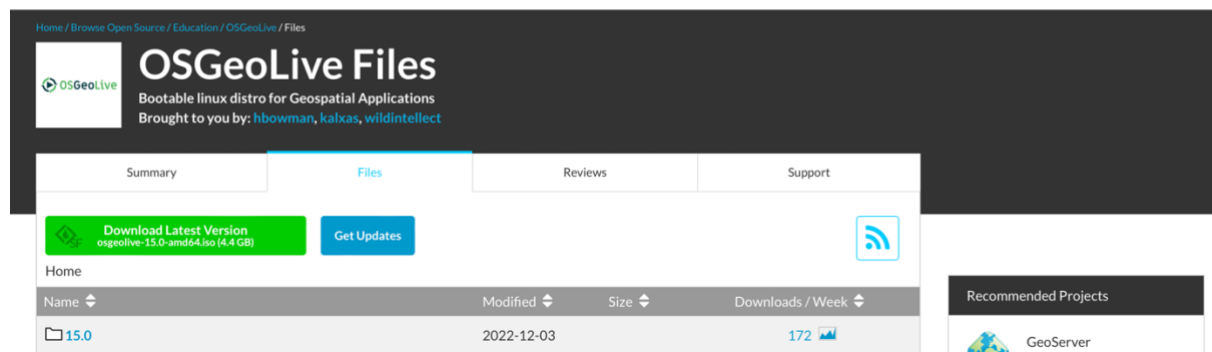 Home / Browse Open Source / Education / OSGeoLive / Files
OSGeoLive
OSGeoLive Files
Bootable linux distro for Geospatial Applications
Brought to you by: hbowman, kalxas, wildintellect
Summary Files Reviews Support
SF
Download Latest Version
osgeolive-15.0-amd64.iso (4.4 GB)
Get Updates
Home
Name Modified Size Downloads / Week
15.0 2022-12-03 172
Recommended Projects
GeoServer